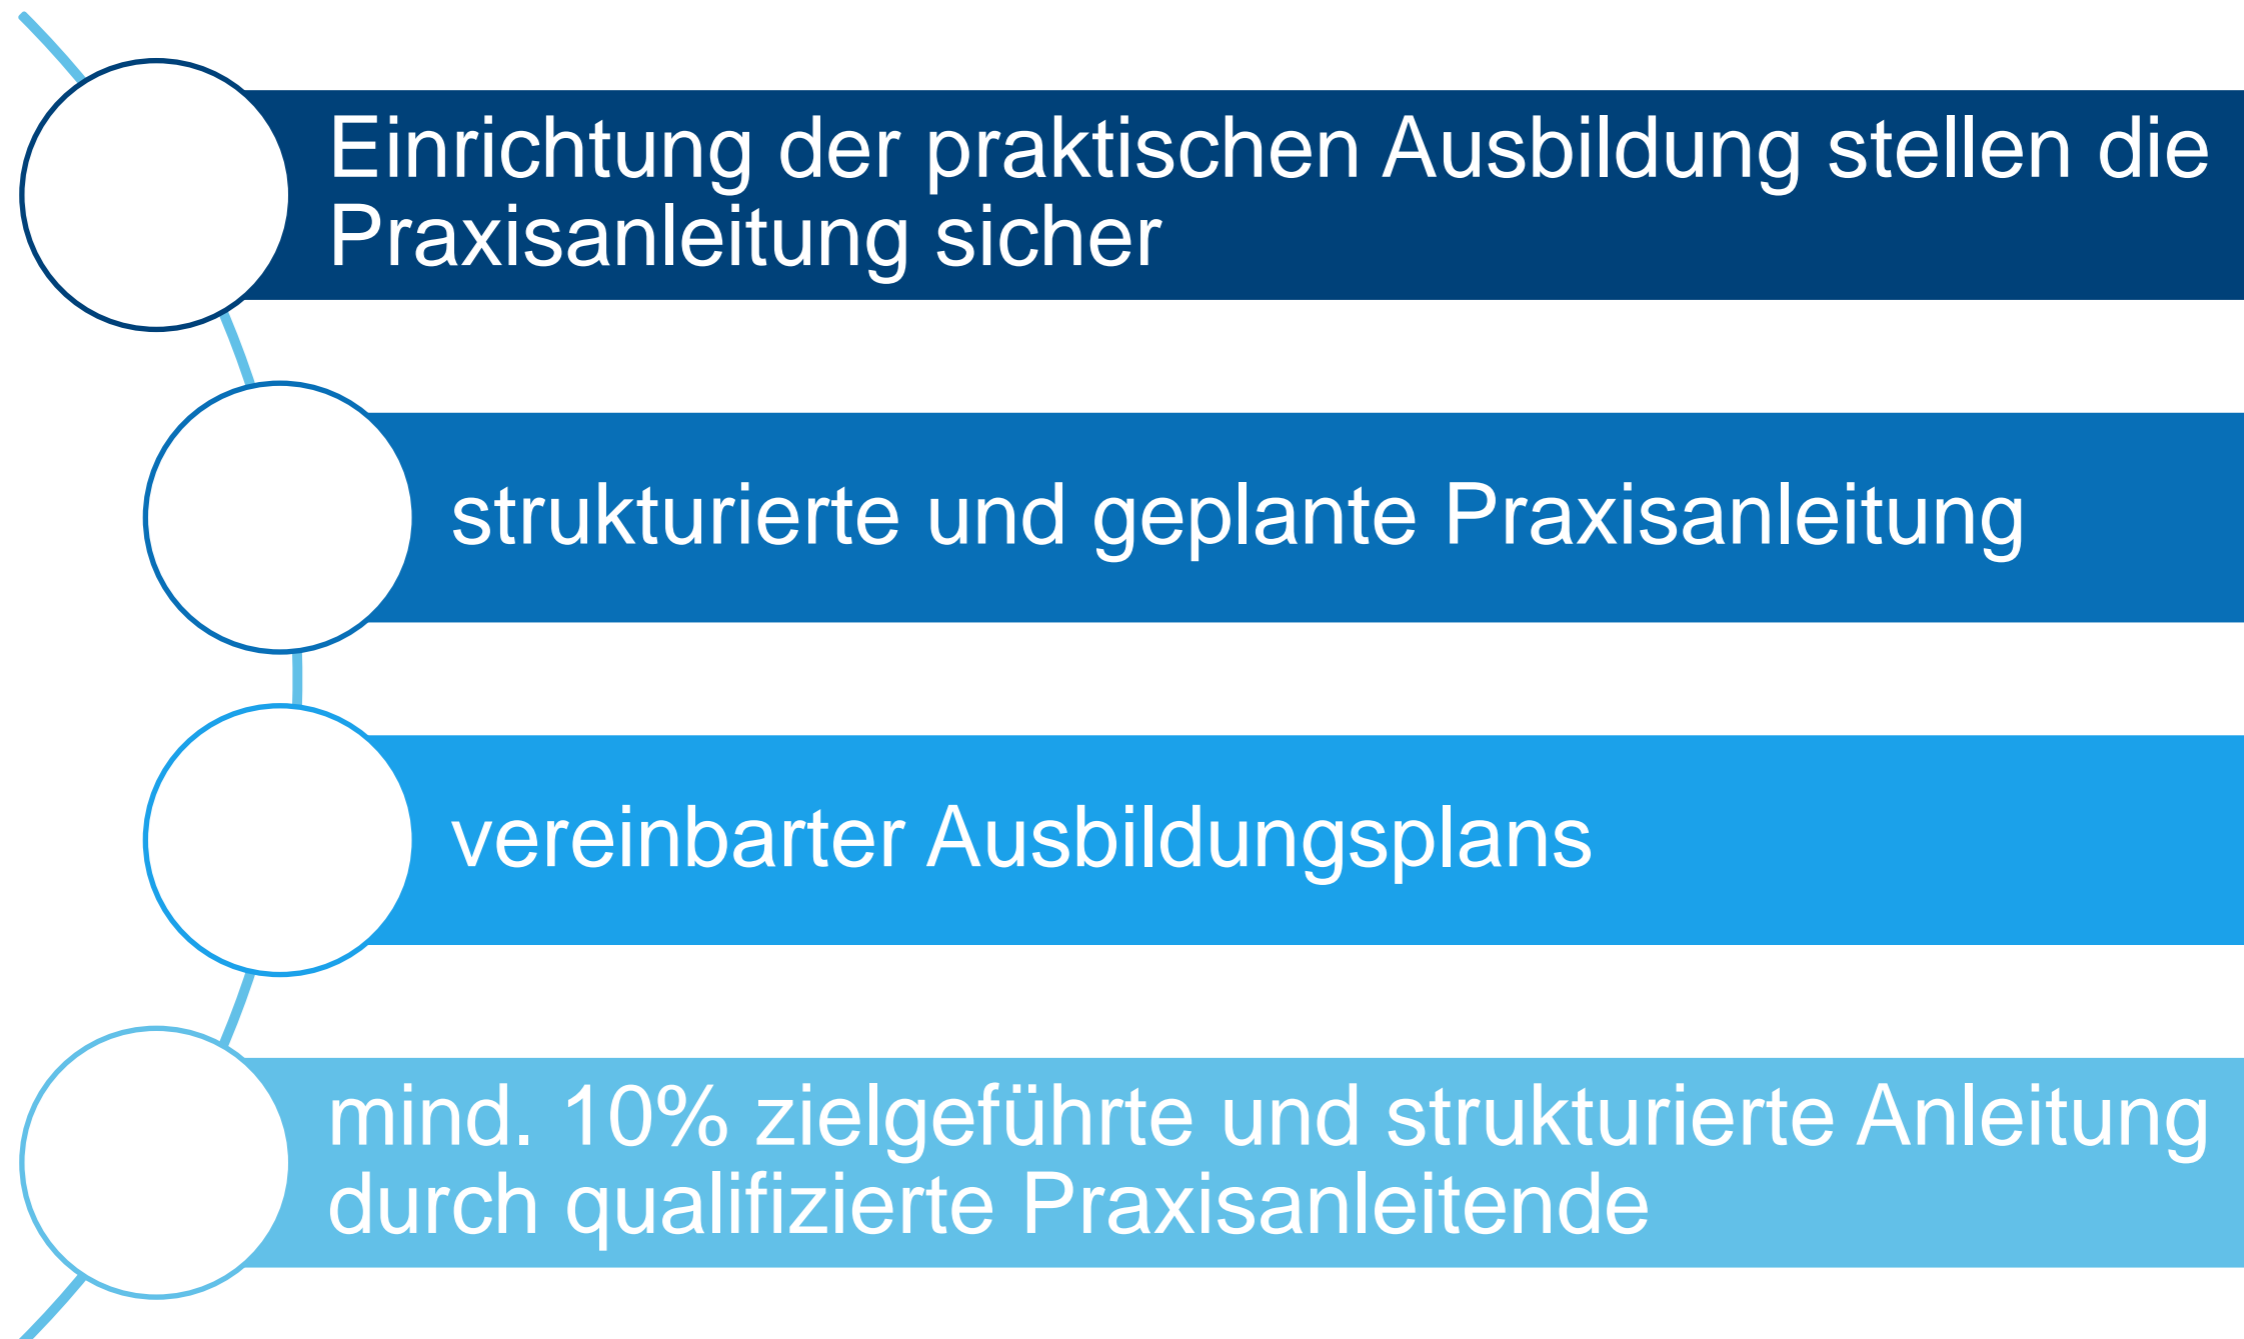 Einrichtung der praktischen Ausbildung stellen die
Praxisanleitung sicher
strukturierte und geplante Praxisanleitung
vereinbarter Ausbildungsplans
mind. 10% zielgeführte und strukturierte Anleitung
durch qualifizierte Praxisanleitende